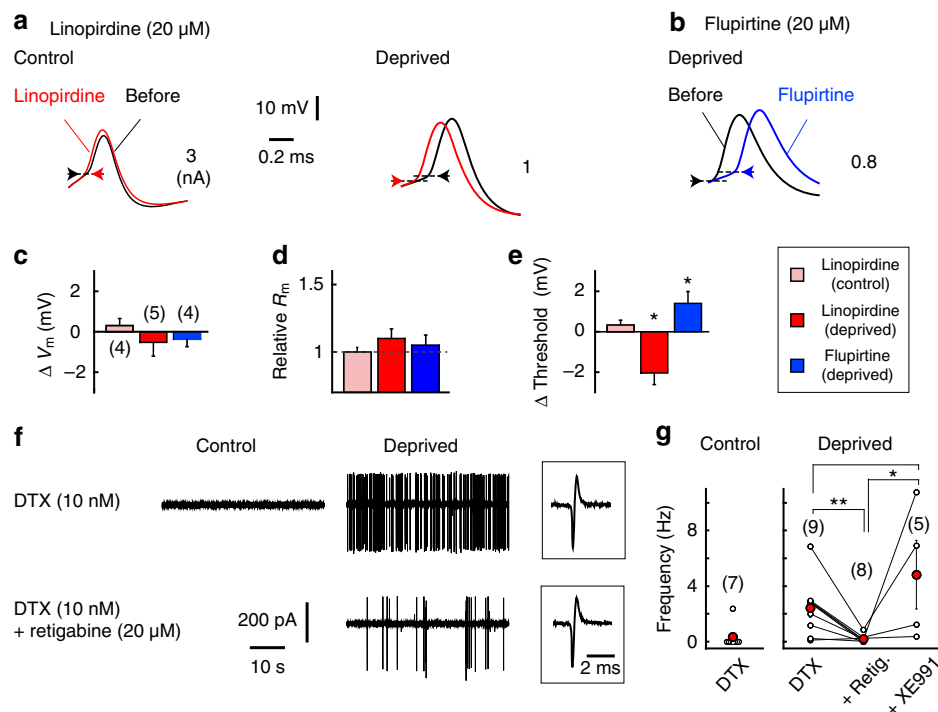 a Linopirdine (20 µM)
Control
Linopirdine Before
3
(nA)
10 mV
0.2 ms
Deprived
1
b Flupirtine (20 µM)
Deprived
Before Flupirtine
0.8
c
Δ Vm (mV)
2
0
−2
(4)
(5)
(4)
d
Relative Rm
1.5
1
e
Δ Threshold (mV)
2
0
−2
*
*
Linopirdine
(control)
Linopirdine
(deprived)
Flupirtine
(deprived)
f
Control Deprived
DTX (10 nM)
DTX (10 nM)
+ retigabine (20 µM)
200 pA
10 s
2 ms
g
Control Deprived
Frequency (Hz)
8
4
0
(7)
DTX
**
*
(9)
(8)
(5)
8
4
0
DTX
+ Retig.
+ XE991